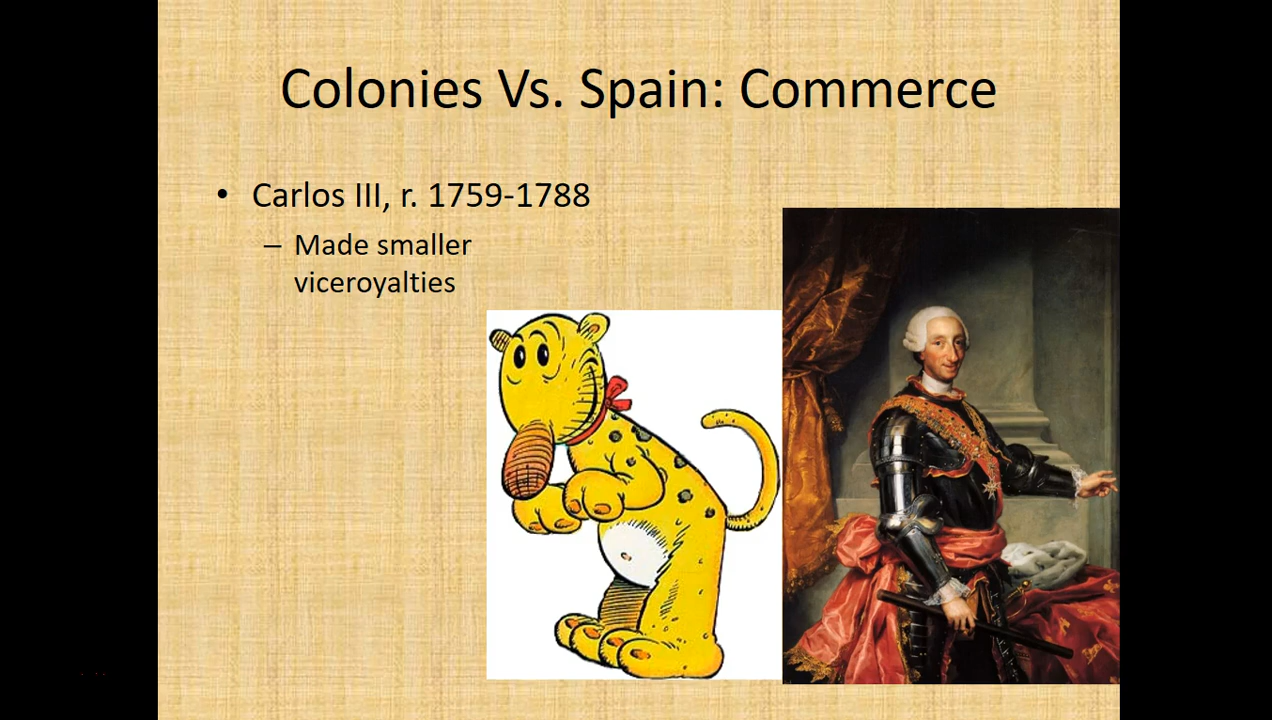 Colonies Vs. Spain: Commerce
• Carlos III, r. 1759-1788
– Made smaller
viceroyalties